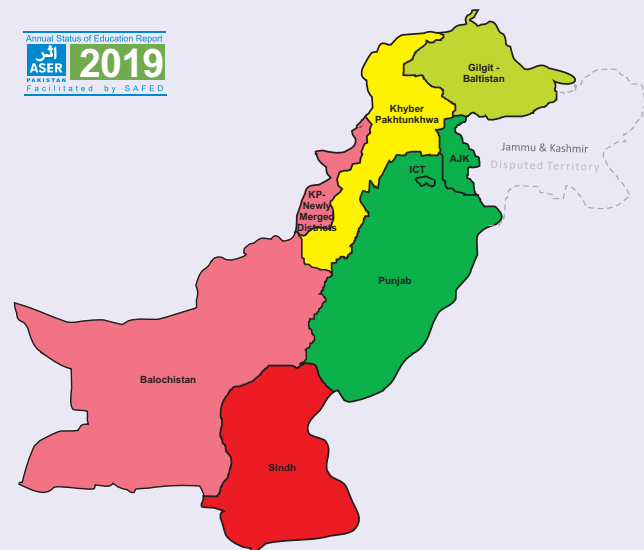 Annual Status of Education Report
اثر
ASER
PAKISTAN
2019
Facilitated by SAFED
Gilgit -
Baltistan
Khyber
Pakhtunkhwa
Jammu & Kashmir
Disputed Territory
AJK
ICT
KP-
Newly
Merged
Districts
Punjab
Balochistan
Sindh